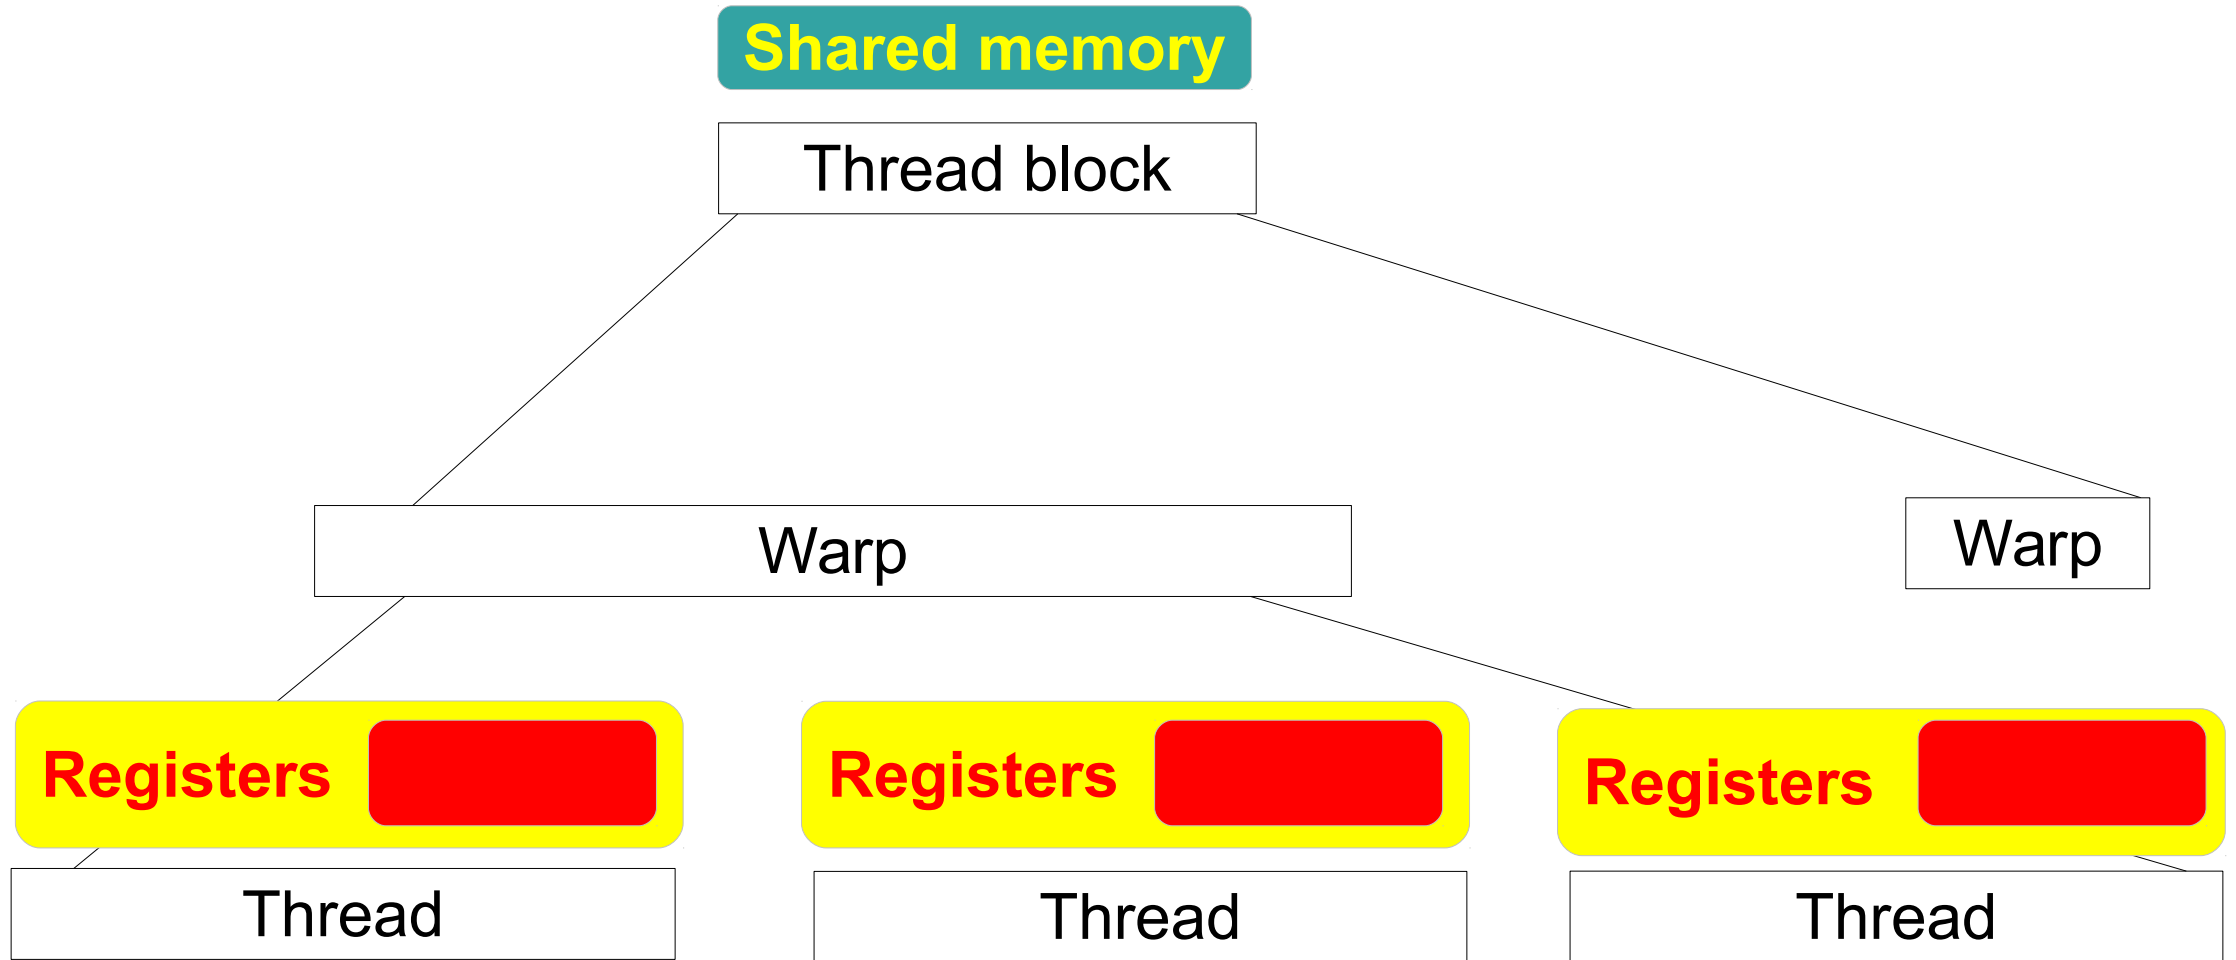 Shared memory
Thread block
Warp
Warp
Registers
Registers
Registers
Thread
Thread
Thread